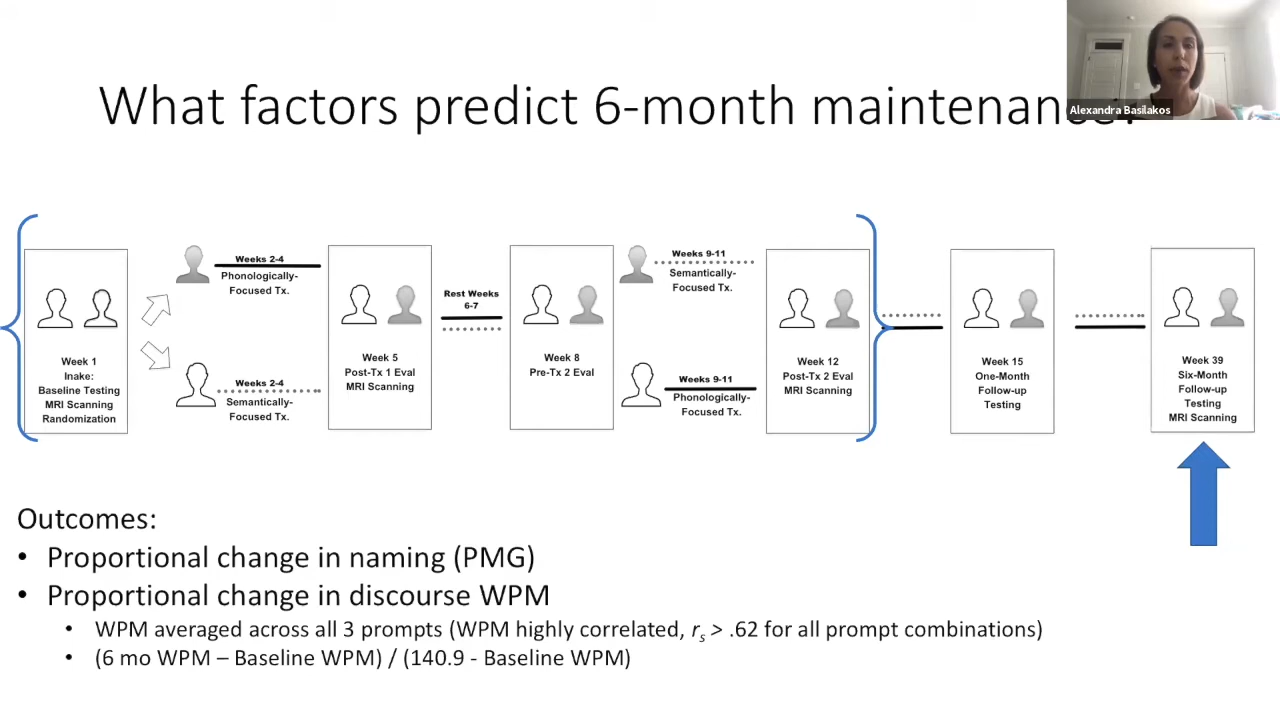 What factors predict 6-month maintenance?
Alexandra Basilakos
Week 1
Inake:
Baseline Testing
MRI Scanning
Randomization
Weeks 2-4
Phonologically-
Focused Tx.
Weeks 2-4
Semantically-
Focused Tx.
Week 5
Post-Tx 1 Eval
MRI Scanning
Rest Weeks
6-7
Week 8
Pre-Tx 2 Eval
Weeks 9-11
Semantically-
Focused Tx.
Weeks 9-11
Phonologically-
Focused Tx.
Week 12
Post-Tx 2 Eval
MRI Scanning
Week 15
One-Month
Follow-up
Testing
Week 39
Six-Month
Follow-up
Testing
MRI Scanning
Outcomes:
• Proportional change in naming (PMG)
• Proportional change in discourse WPM
• WPM averaged across all 3 prompts (WPM highly correlated, rs > .62 for all prompt combinations)
• (6 mo WPM – Baseline WPM) / (140.9 - Baseline WPM)